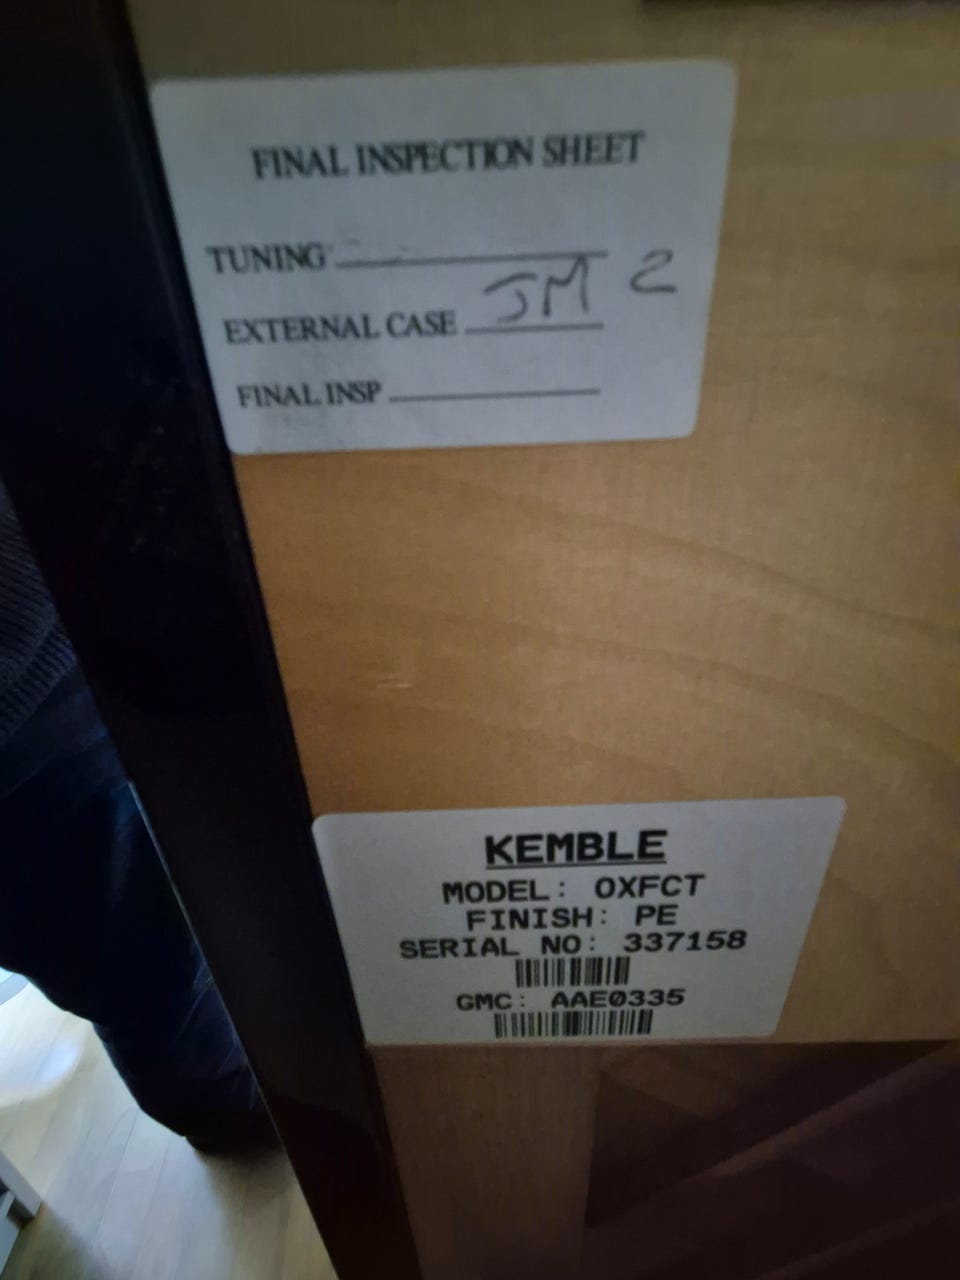 FINAL INSPECTION SHEET
TUNING
EXTERNAL CASE JM 2
FINAL INSP
KEMBLE
MODEL: OXFCT
FINISH: PE
SERIAL NO: 337158
GMC: AAE0335